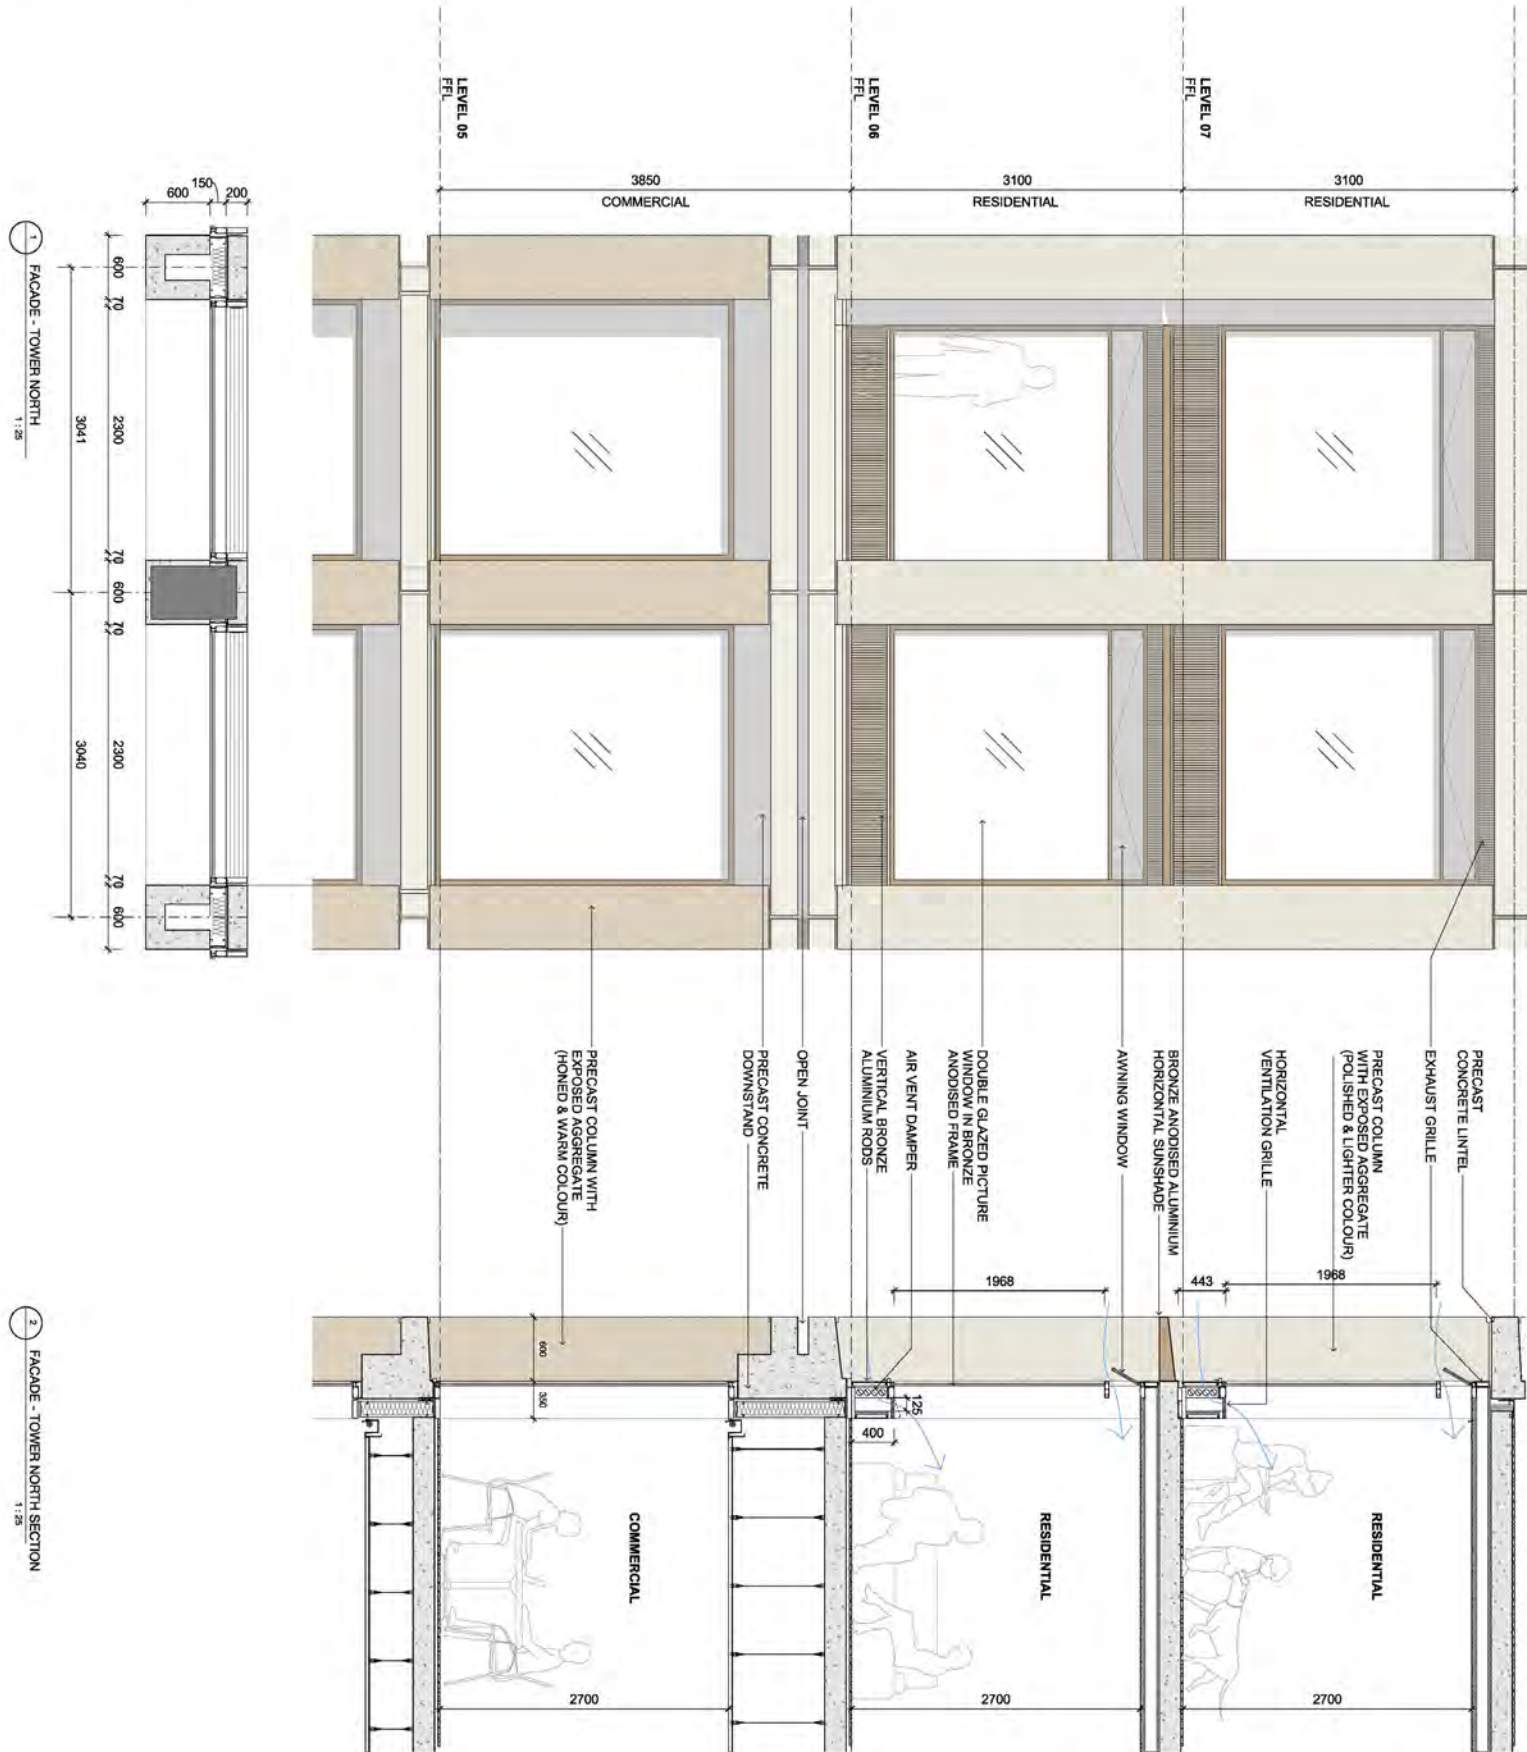 LEVEL 05
FFL
LEVEL 06
FFL
LEVEL 07
FFL
3850
COMMERCIAL
3100
RESIDENTIAL
3100
RESIDENTIAL
600
150
200
600
70
2300
70
600
70
2300
70
600
3041
3040
1
FACADE - TOWER NORTH
1 : 25
PRECAST
CONCRETE LINTEL
EXHAUST GRILLE
PRECAST COLUMN
WITH EXPOSED AGGREGATE
(POLISHED & LIGHTER COLOUR)
HORIZONTAL
VENTILATION GRILLE
BRONZE ANODISED ALUMINIUM
HORIZONTAL SUNSHADE
AWNING WINDOW
DOUBLE GLAZED PICTURE
WINDOW IN BRONZE
ANODISED FRAME
AIR VENT DAMPER
VERTICAL BRONZE
ALUMINIUM RODS
OPEN JOINT
PRECAST CONCRETE
DOWNSTAND
PRECAST COLUMN WITH
EXPOSED AGGREGATE
(HONED & WARM COLOUR)
1968
443
1968
600
350
125
400
COMMERCIAL
RESIDENTIAL
RESIDENTIAL
2700
2700
2700
2
FACADE - TOWER NORTH SECTION
1 : 25